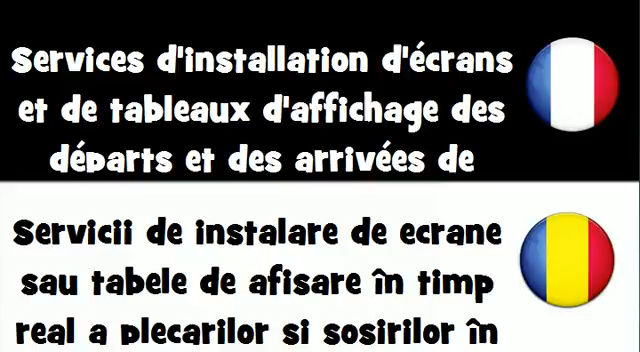 Services d'installation d'écrans
et de tableaux d'affichage des
départs et des arrivées de
Servicii de instalare de ecrane
sau tabele de afisare în timp
real a plecarilor si sosirilor în